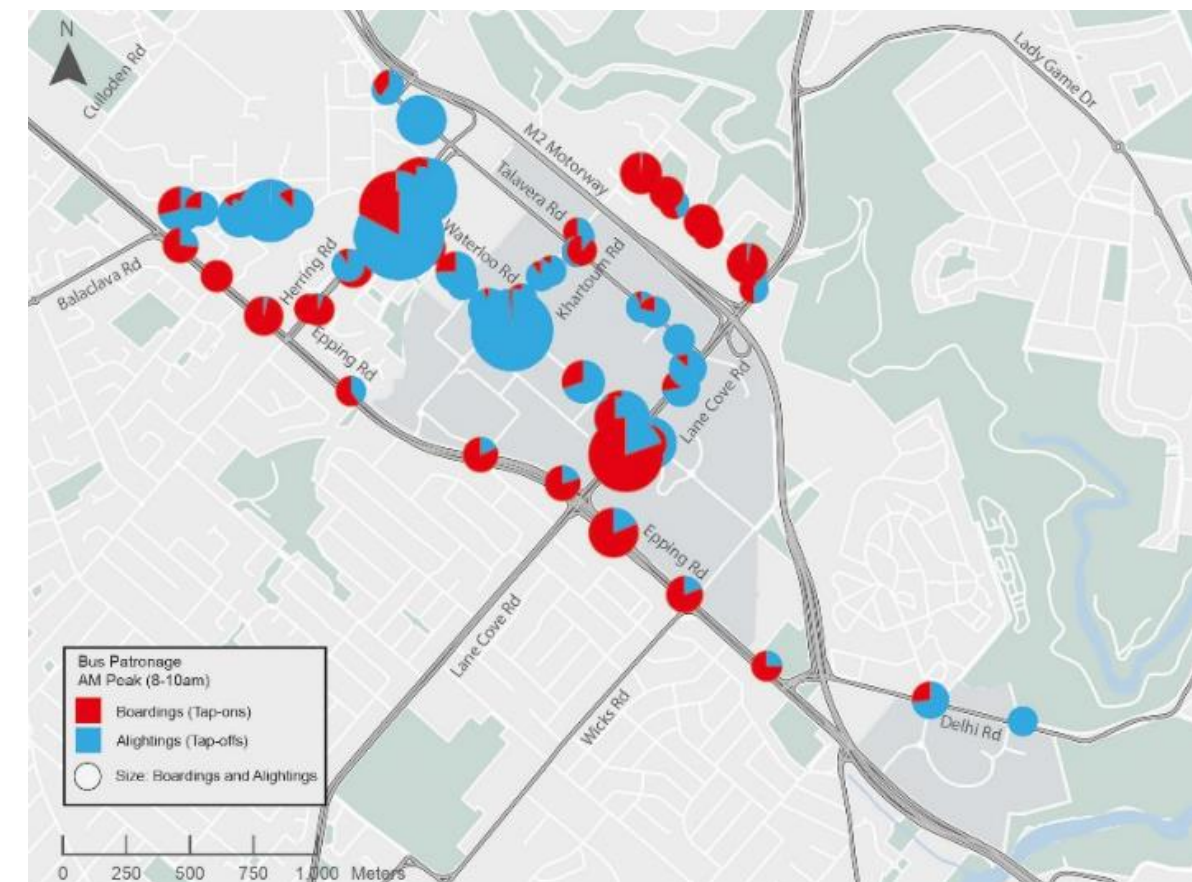 N
Culloden Rd
Lady Game Dr
M2 Motorway
Talavera Rd
Waterloo Rd
Khartoum Rd
Herring Rd
Balaclava Rd
Epping Rd
Lane Cove Rd
Epping Rd
Lane Cove Rd
Wicks Rd
Delhi Rd
Bus Patronage
AM Peak (8-10am)
Boardings (Tap-ons)
Alightings (Tap-offs)
Size: Boardings and Alightings
0 250 500 750 1,000 Meters